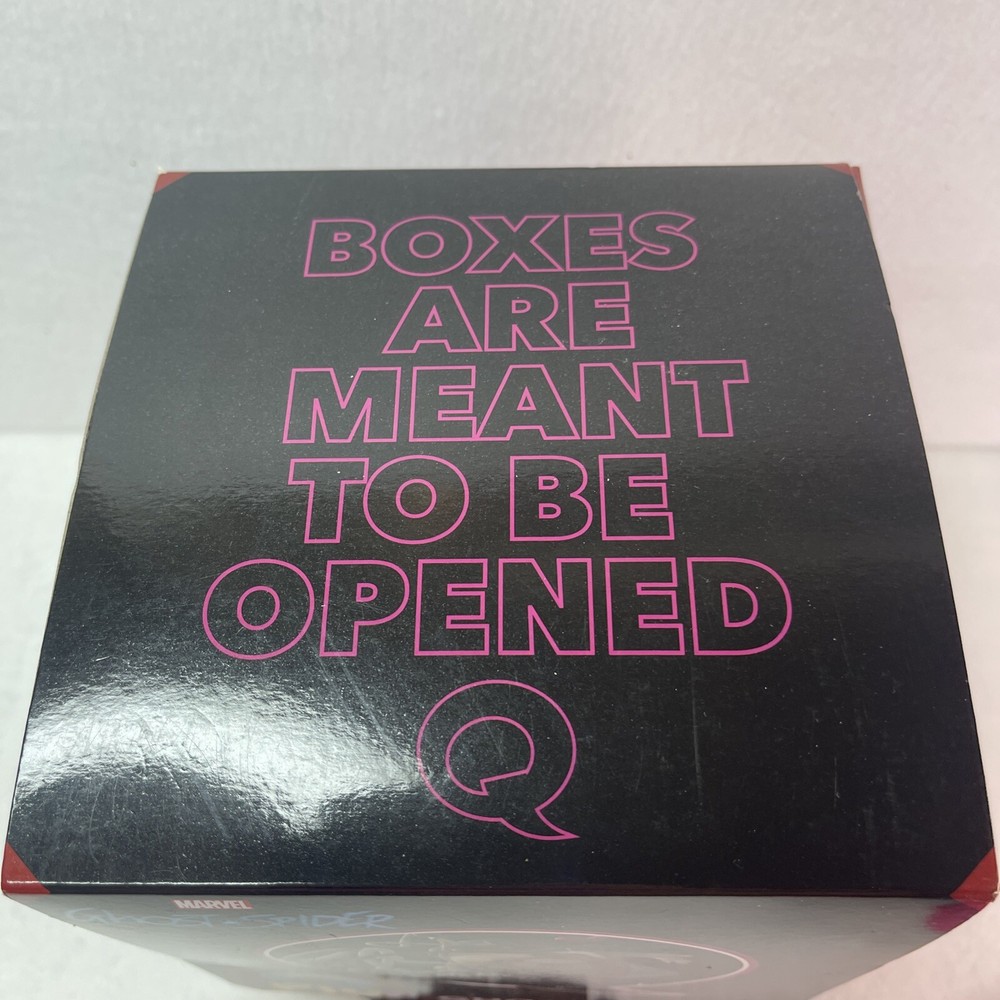 BOXES
ARE
MEANT
TO BE
OPENED
Q
MARVEL
GHOST-SPIDER